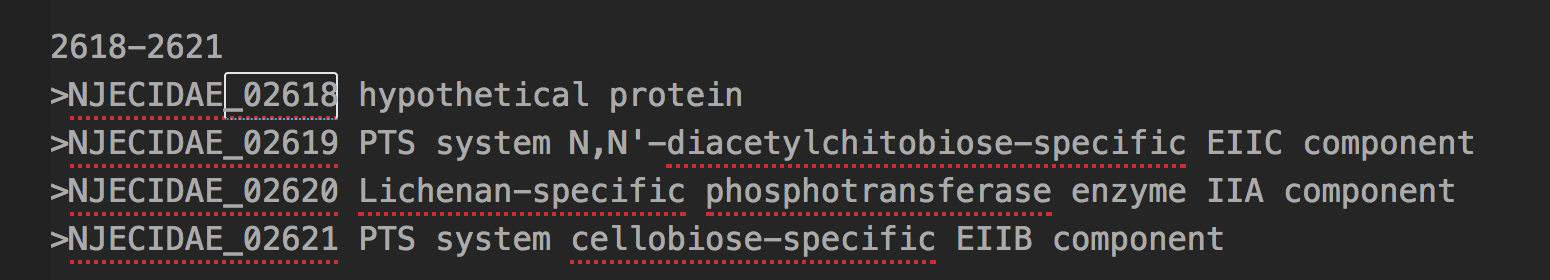 2618-2621
>NJECIDAE_02618 hypothetical protein
>NJECIDAE_02619 PTS system N,N'-diacetylchitobiose-specific EIIC component
>NJECIDAE_02620 Lichenan-specific phosphotransferase enzyme IIA component
>NJECIDAE_02621 PTS system cellobiose-specific EIIB component